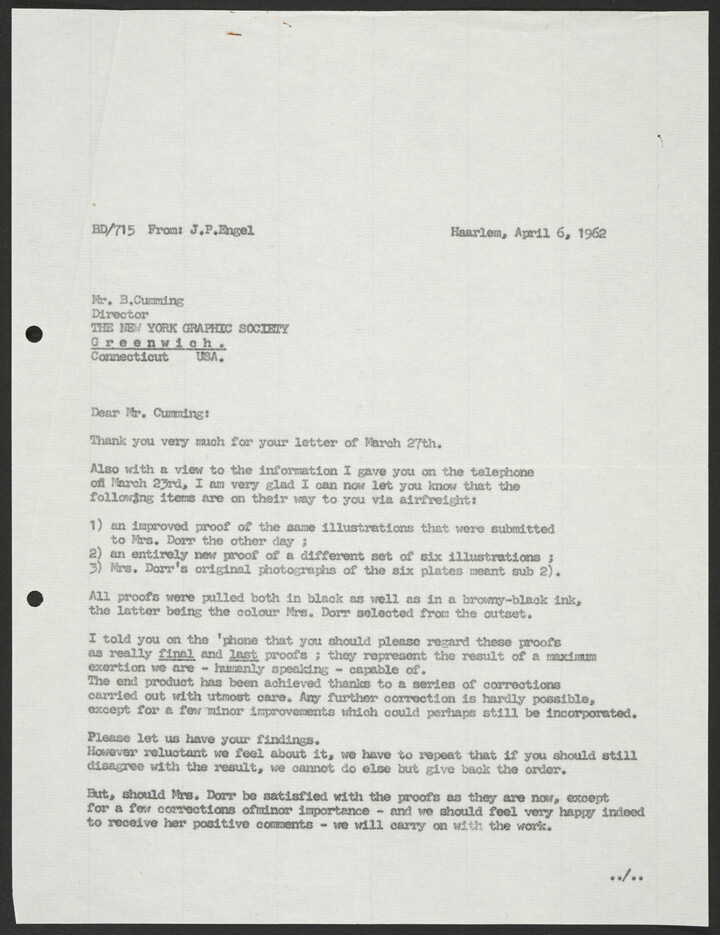 BD/715 From: J.P.Engel Haarlem, April 6, 1962
Mr. B.Cumming
Director
THE NEW YORK GRAPHIC SOCIETY
Greenwich.
Connecticut USA.
Dear Mr. Cumming:
Thank you very much for your letter of March 27th.
Also with a view to the information I gave you on the telephone
on March 23rd, I am very glad I can now let you know that the
following items are on their way to you via airfreight:
1) an improved proof of the same illustrations that were submitted
to Mrs. Dorr the other day ;
2) an entirely new proof of a different set of six illustrations ;
3) Mrs. Dorr's original photographs of the six plates meant sub 2).
All proofs were pulled both in black as well as in a browny-black ink,
the latter being the colour Mrs. Dorr selected from the outset.
I told you on the 'phone that you should please regard these proofs
as really final and last proofs ; they represent the result of a maximum
exertion we are - humanly speaking - capable of.
The end product has been achieved thanks to a series of corrections
carried out with utmost care. Any further correction is hardly possible,
except for a few minor improvements which could perhaps still be incorporated.
Please let us have your findings.
However reluctant we feel about it, we have to repeat that if you should still
disagree with the result, we cannot do else but give back the order.
But, should Mrs. Dorr be satisfied with the proofs as they are now, except
for a few corrections ofminor importance - and we should feel very happy indeed
to receive her positive comments - we will carry on with the work.
../..